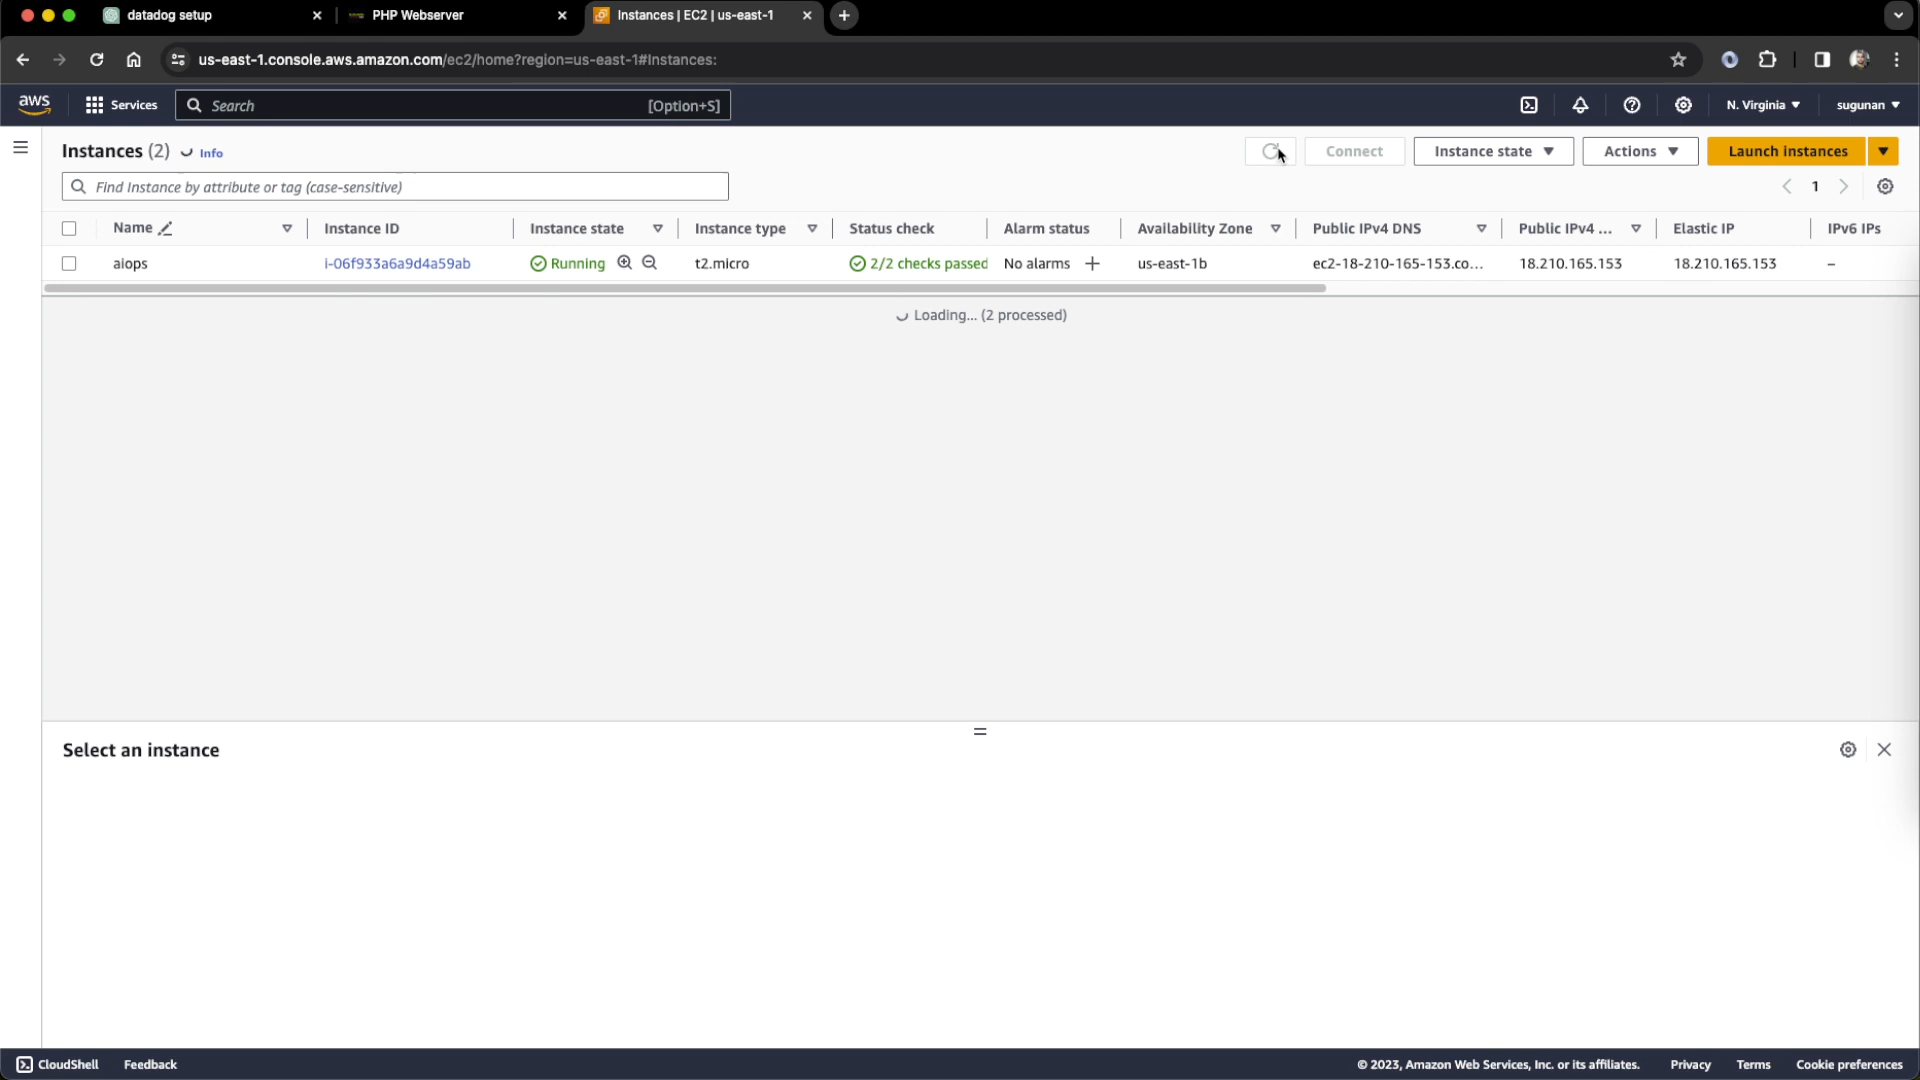 datadog setup
PHP Webserver
Instances | EC2 | us-east-1
us-east-1.console.aws.amazon.com/ec2/home?region=us-east-1#Instances:
aws
Services
Search
[Option+S]
N. Virginia
sugunan
Instances (2)
Info
Connect
Instance state
Actions
Launch instances
Find Instance by attribute or tag (case-sensitive)
1
Name
Instance ID
Instance state
Instance type
Status check
Alarm status
Availability Zone
Public IPv4 DNS
Public IPv4 ...
Elastic IP
IPv6 IPs
aiops
i-06f933a6a9d4a59ab
Running
t2.micro
2/2 checks passed
No alarms
us-east-1b
ec2-18-210-165-153.co...
18.210.165.153
18.210.165.153
–
Loading... (2 processed)
Select an instance
CloudShell
Feedback
© 2023, Amazon Web Services, Inc. or its affiliates.
Privacy
Terms
Cookie preferences